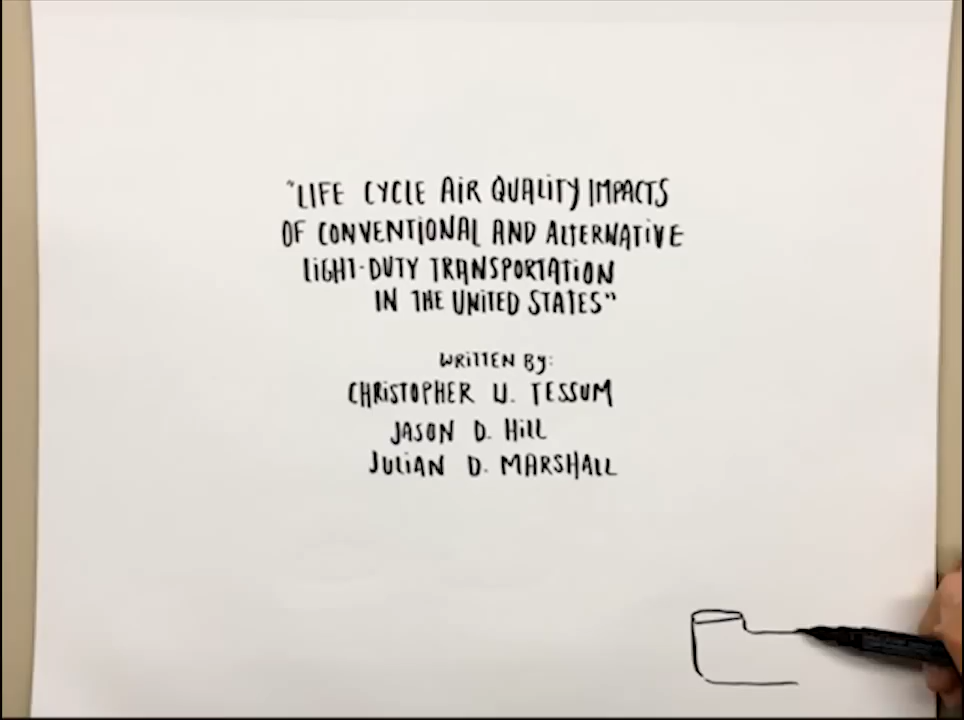 "LIFE CYCLE AIR QUALITY IMPACTS
OF CONVENTIONAL AND ALTERNATIVE
LIGHT-DUTY TRANSPORTATION
IN THE UNITED STATES"
WRITTEN BY:
CHRISTOPHER W. TESSUM
JASON D. HILL
JULIAN D. MARSHALL